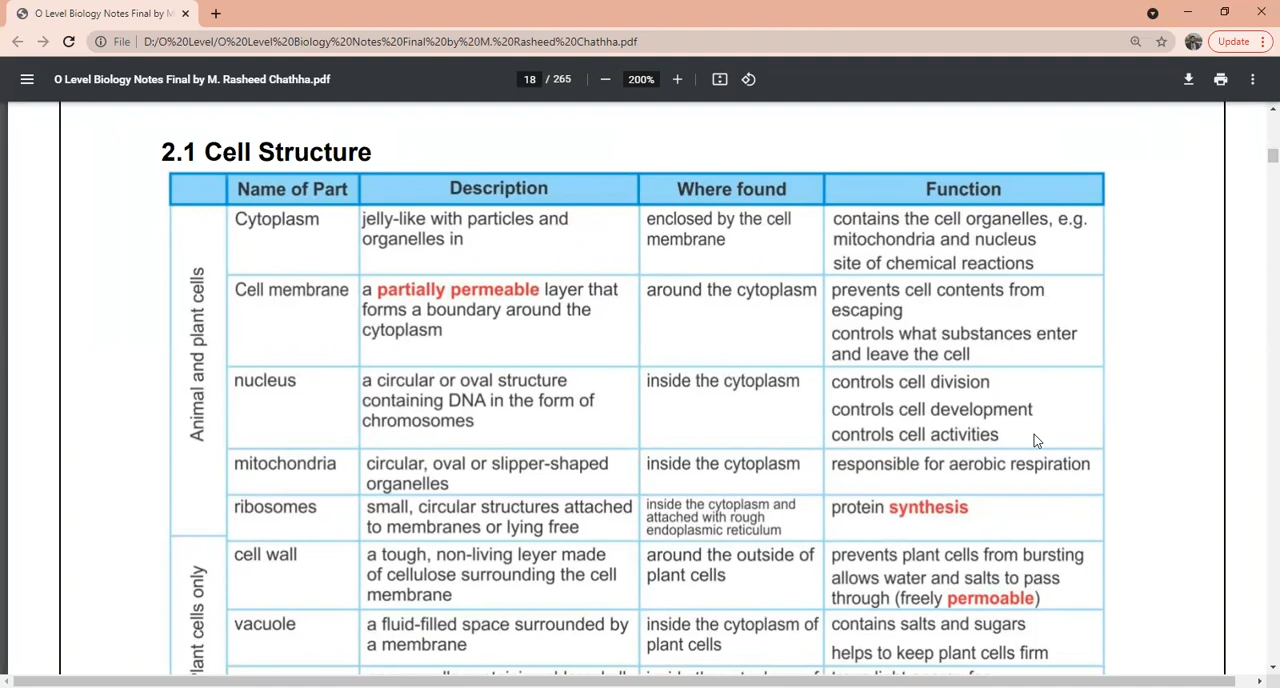 O Level Biology Notes Final by M
File D:/O%20Level/O%20Level%20Biology%20Notes%20Final%20by%20M.%20Rasheed%20Chathha.pdf
Update
O Level Biology Notes Final by M. Rasheed Chathha.pdf
18 / 265
200%
2.1 Cell Structure
Name of Part
Description
Where found
Function
Animal and plant cells
Cytoplasm
jelly-like with particles and
organelles in
enclosed by the cell
membrane
contains the cell organelles, e.g.
mitochondria and nucleus
site of chemical reactions
Cell membrane
a partially permeable layer that
forms a boundary around the
cytoplasm
around the cytoplasm
prevents cell contents from
escaping
controls what substances enter
and leave the cell
nucleus
a circular or oval structure
containing DNA in the form of
chromosomes
inside the cytoplasm
controls cell division
controls cell development
controls cell activities
mitochondria
circular, oval or slipper-shaped
organelles
inside the cytoplasm
responsible for aerobic respiration
ribosomes
small, circular structures attached
to membranes or lying free
inside the cytoplasm and
attached with rough
endoplasmic reticulum
protein synthesis
Plant cells only
cell wall
a tough, non-living leyer made
of cellulose surrounding the cell
membrane
around the outside of
plant cells
prevents plant cells from bursting
allows water and salts to pass
through (freely permoable)
vacuole
a fluid-filled space surrounded by
a membrane
inside the cytoplasm of
plant cells
contains salts and sugars
helps to keep plant cells firm